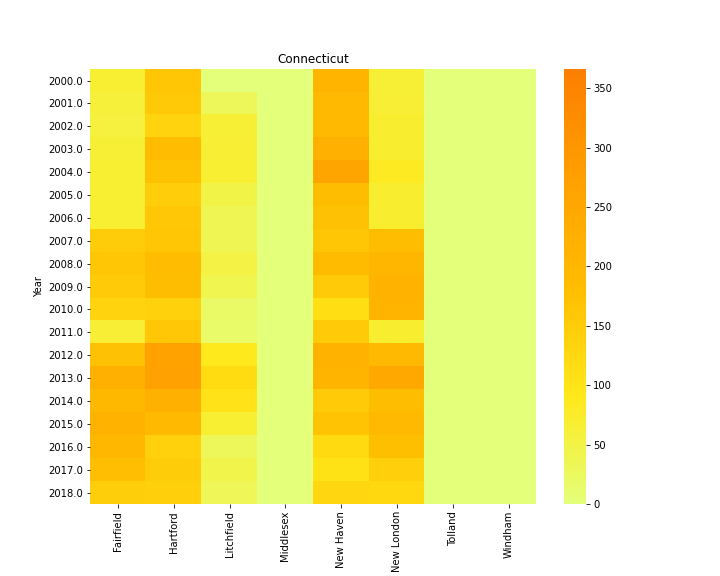 Connecticut
Year
2000.0
2001.0
2002.0
2003.0
2004.0
2005.0
2006.0
2007.0
2008.0
2009.0
2010.0
2011.0
2012.0
2013.0
2014.0
2015.0
2016.0
2017.0
2018.0
Fairfield
Hartford
Litchfield
Middlesex
New Haven
New London
Tolland
Windham
350
300
250
200
150
100
50
0